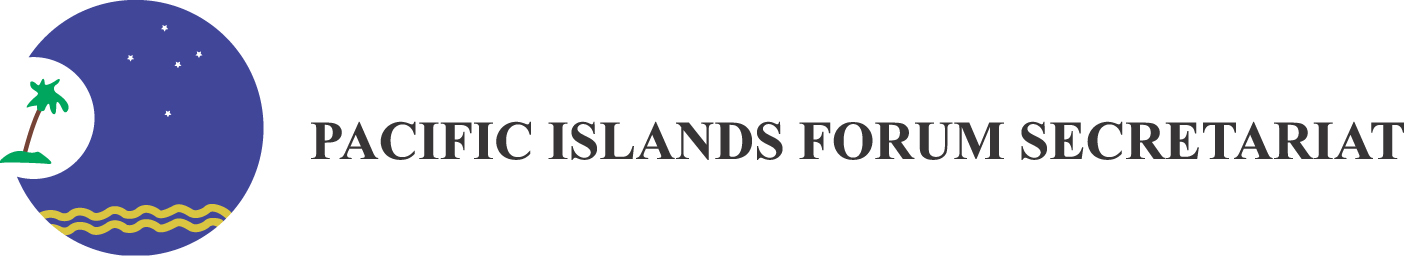 PACIFIC ISLANDS FORUM SECRETARIAT